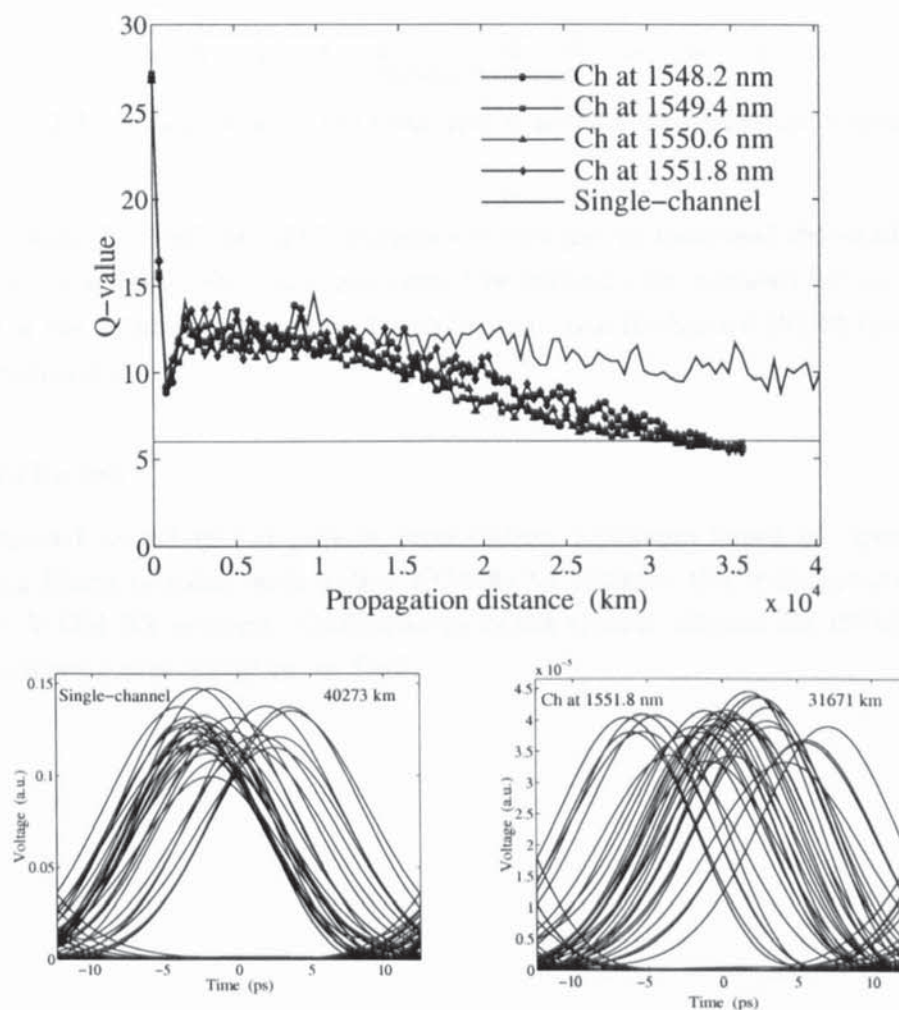 30
25
20
15
10
5
0
Q−value
Ch at 1548.2 nm
Ch at 1549.4 nm
Ch at 1550.6 nm
Ch at 1551.8 nm
Single−channel
0 0.5 1 1.5 2 2.5 3 3.5 4
Propagation distance (km)
x 10^4
0.15
0.1
0.05
0
Voltage (a.u.)
Single−channel 40273 km
−10 −5 0 5 10
Time (ps)
x 10^-5
4.5
4
3.5
3
2.5
2
1.5
1
0.5
0
Voltage (a.u.)
Ch at 1551.8 nm 31671 km
−10 −5 0 5 10
Time (ps)